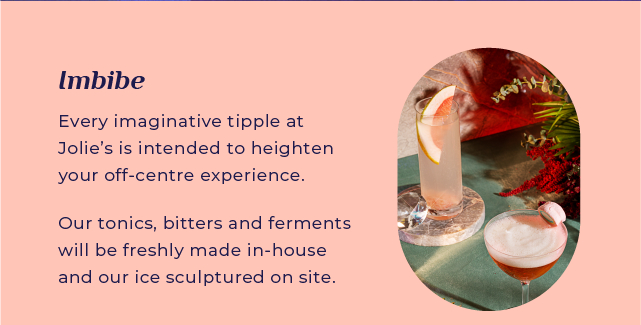 Imbibe
Every imaginative tipple at
Jolie's is intended to heighten
your off-centre experience.
Our tonics, bitters and ferments
will be freshly made in-house
and our ice sculptured on site.